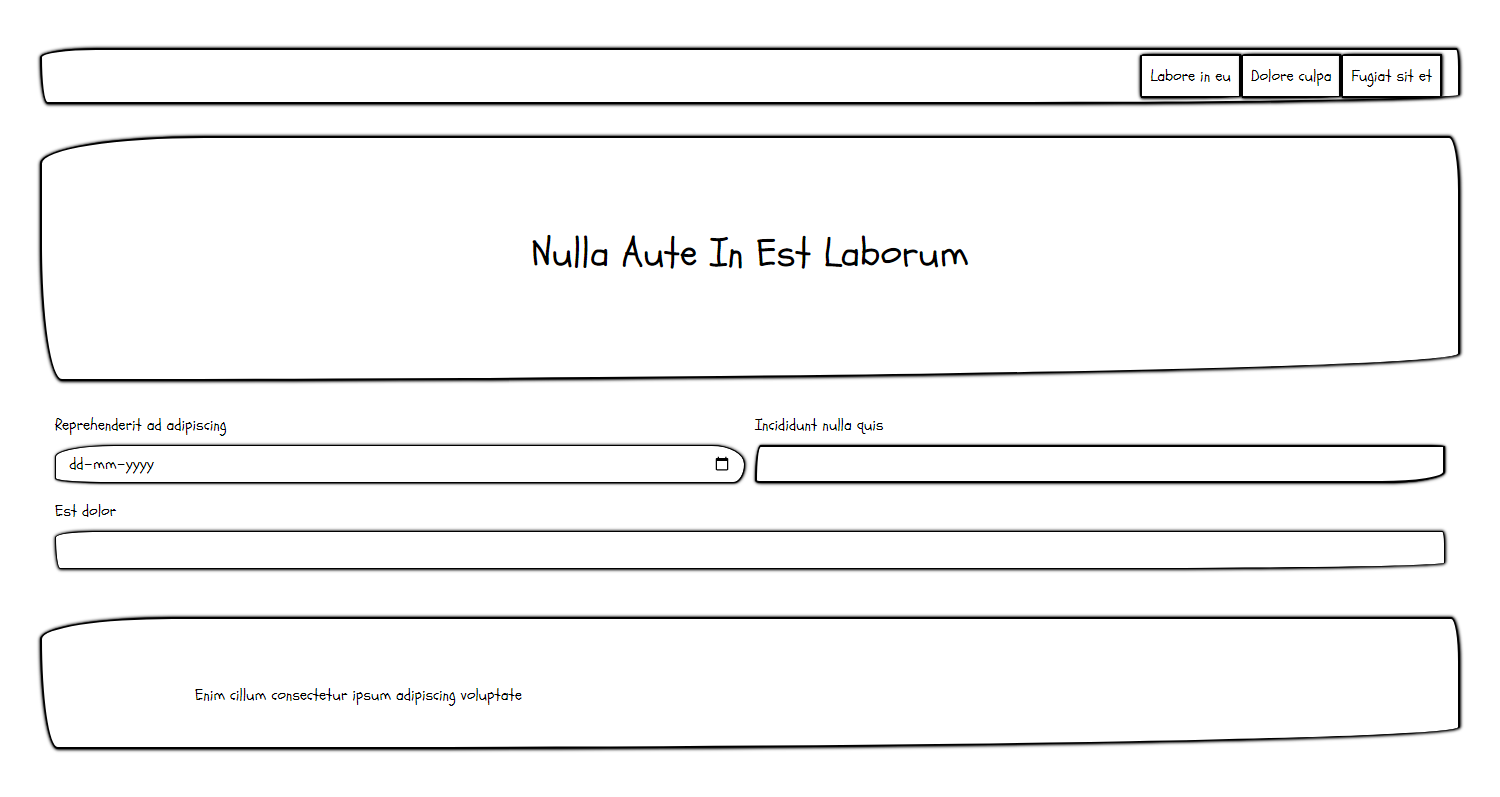 Labore in eu Dolore culpa Fugiat sit et
Nulla Aute In Est Laborum
Reprehenderit ad adipiscing Incididunt nulla quis
dd-mm-yyyy
Est dolor
Enim cillum consectetur ipsum adipiscing voluptate